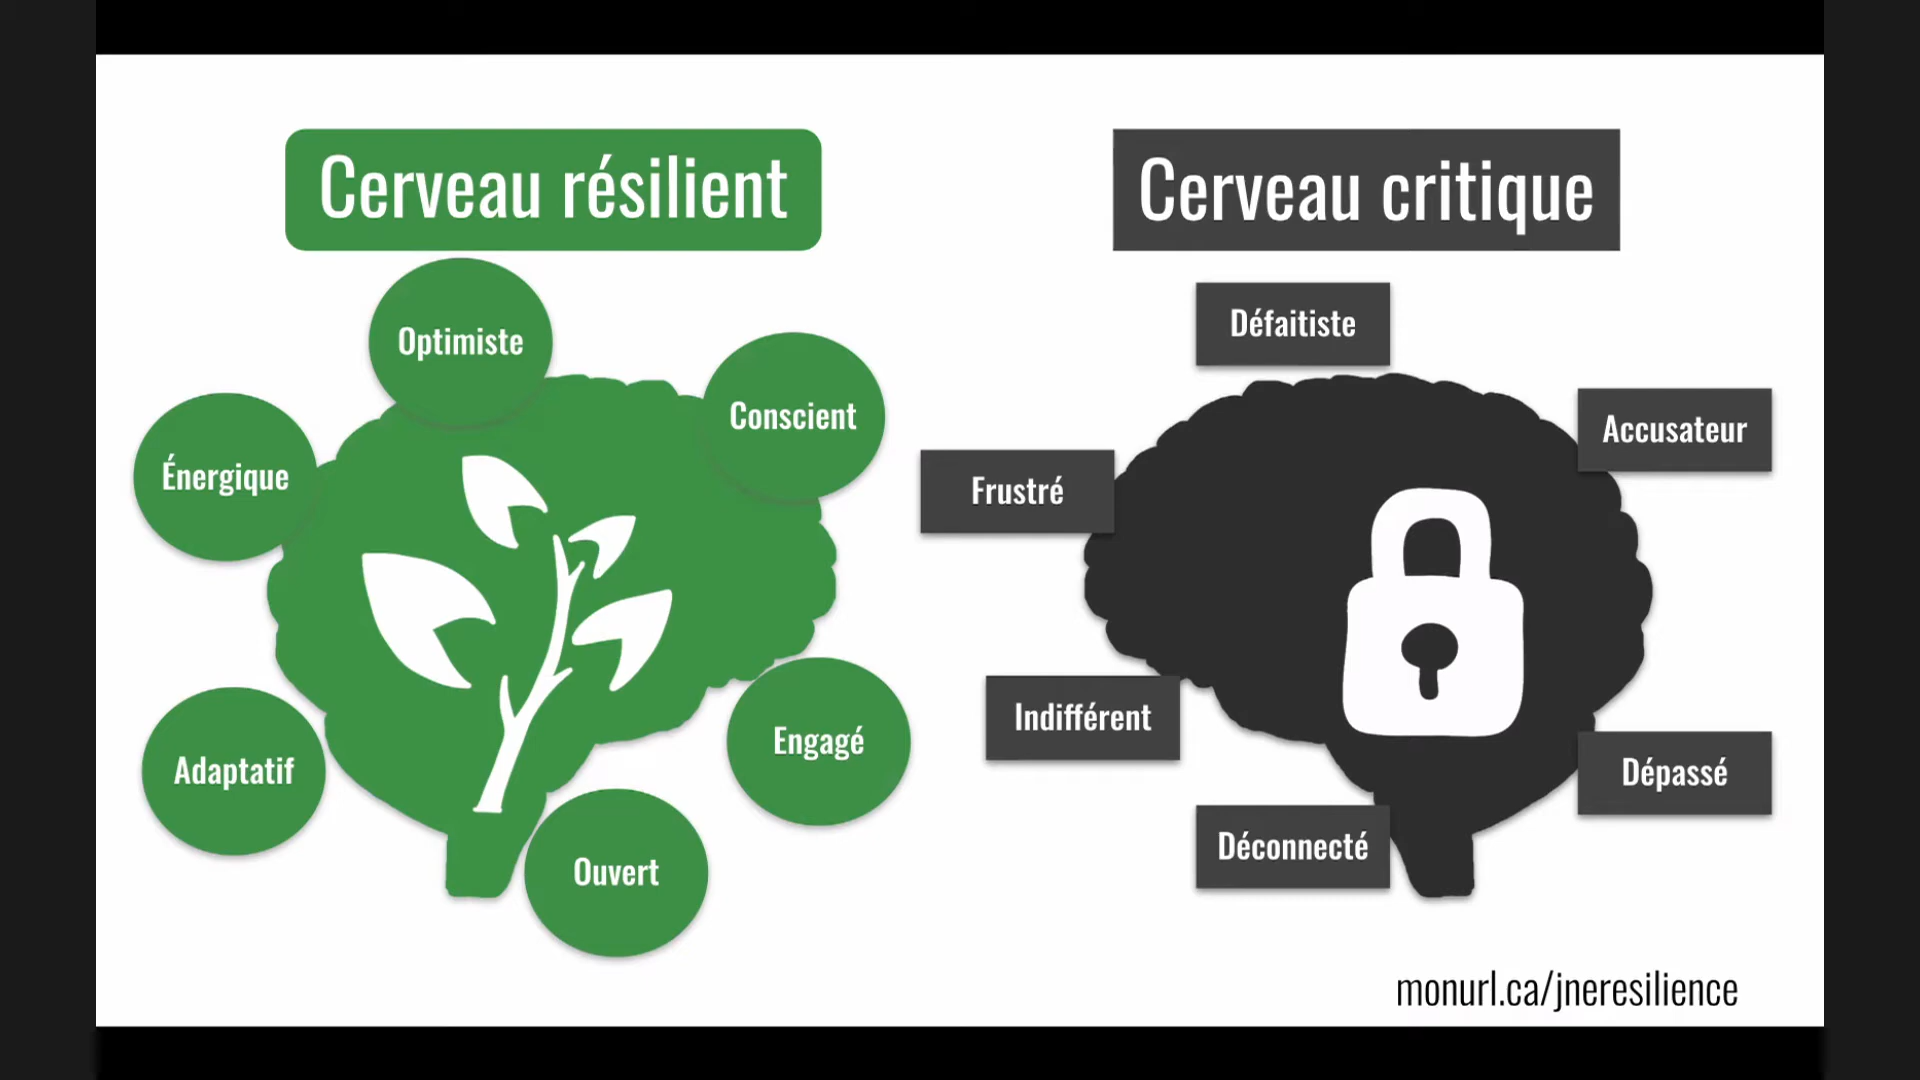 Cerveau résilient
Optimiste
Conscient
Énergique
Adaptatif
Engagé
Ouvert
Cerveau critique
Défaitiste
Accusateur
Frustré
Indifférent
Dépassé
Déconnecté
monurl.ca/jneresilience